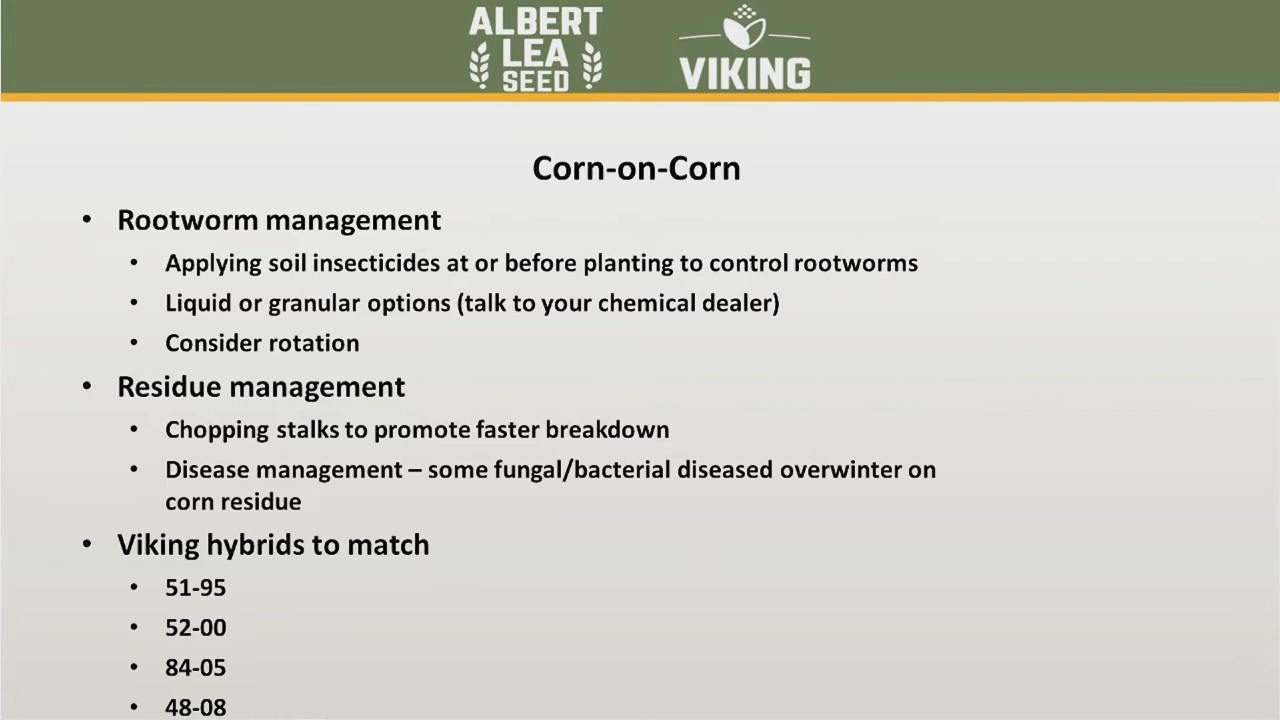 ALBERT
LEA
SEED
VIKING
Corn-on-Corn
• Rootworm management
• Applying soil insecticides at or before planting to control rootworms
• Liquid or granular options (talk to your chemical dealer)
• Consider rotation
• Residue management
• Chopping stalks to promote faster breakdown
• Disease management – some fungal/bacterial diseased overwinter on
corn residue
• Viking hybrids to match
• 51-95
• 52-00
• 84-05
• 48-08